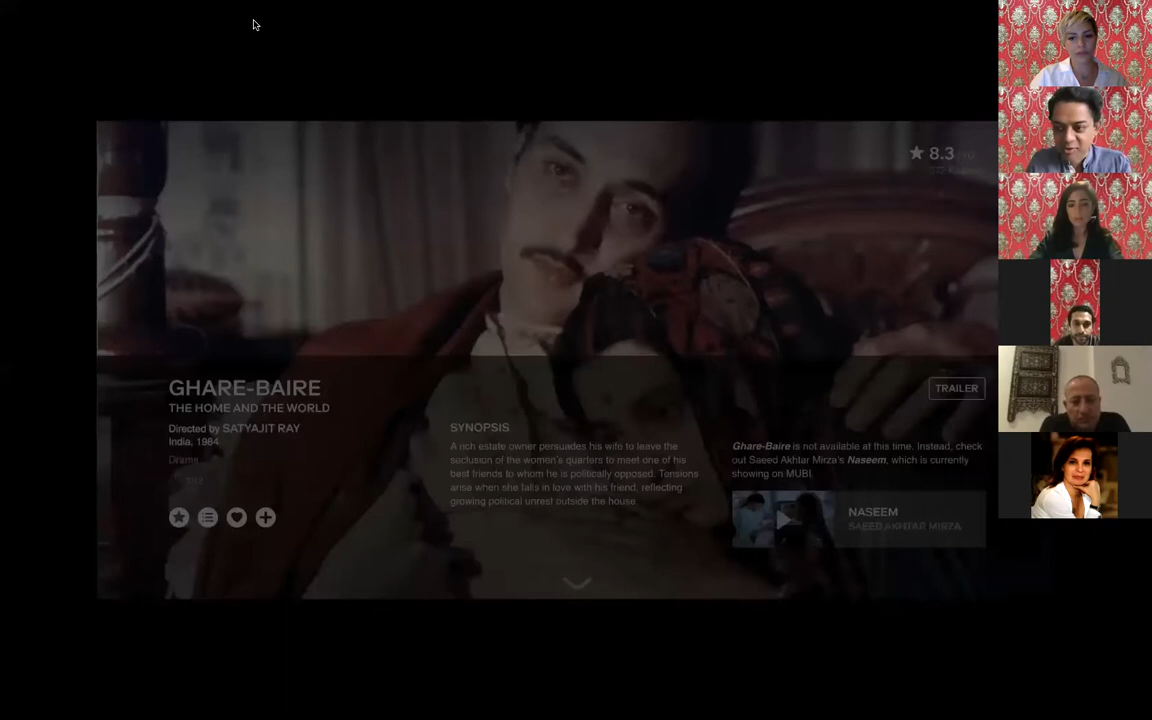 8.3
GHARE-BAIRE
THE HOME AND THE WORLD
Directed by SATYAJIT RAY
India, 1984
Drama
TRAILER
SYNOPSIS
A rich estate owner persuades his wife to leave the
seclusion of the women's quarters to meet one of his
best friends to whom he is politically opposed. Tensions
arise when she falls in love with his friend, reflecting
growing political unrest outside the house.
Ghare-Baire is not available at this time. Instead, check
out Saeed Akhtar Mirza's Naseem, which is currently
showing on MUBI.
NASEEM
SAEED AKHTAR MIRZA